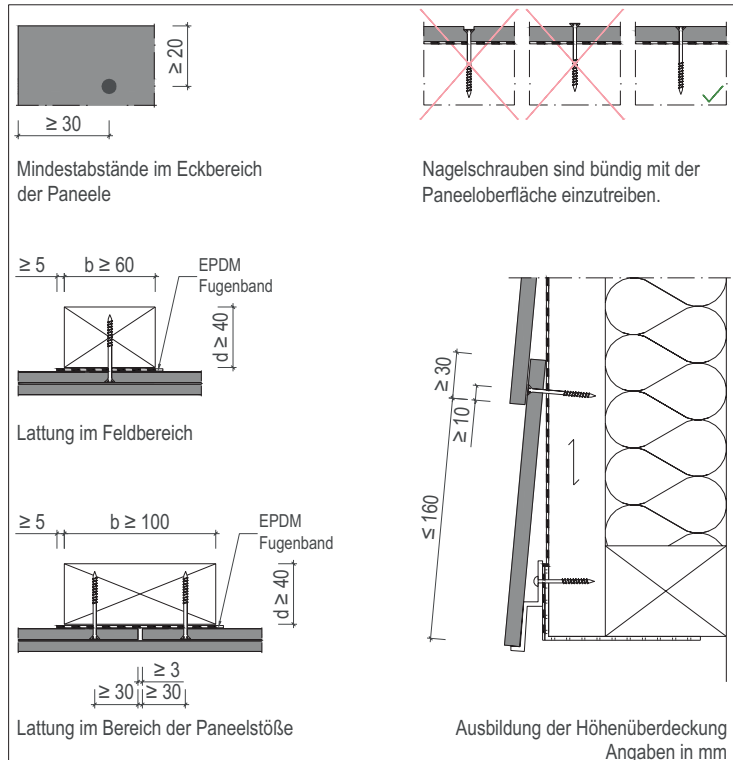 ≥ 20
≥ 30
Mindestabstände im Eckbereich
der Paneele
Nagelschrauben sind bündig mit der
Paneeloberfläche einzutreiben.
≥ 5
b ≥ 60
EPDM
Fugenband
d ≥ 40
Lattung im Feldbereich
≥ 5
b ≥ 100
EPDM
Fugenband
d ≥ 40
≥ 3
≥ 30
≥ 30
Lattung im Bereich der Paneelstöße
≥ 30
≥ 10
≤ 160
Ausbildung der Höhenüberdeckung
Angaben in mm